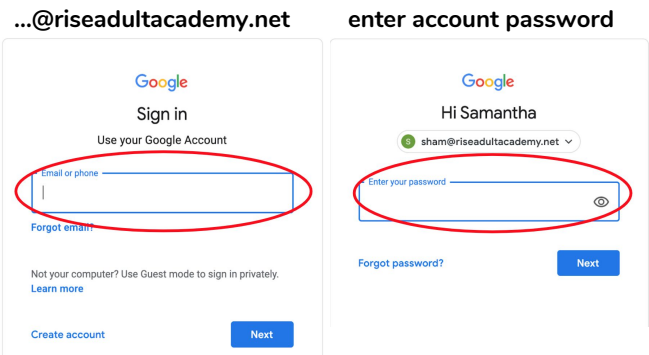 ...@riseadultacademy.net
Google
Sign in
Use your Google Account
Email or phone
Forgot email?
Not your computer? Use Guest mode to sign in privately.
Learn more
Create account
Next
enter account password
Google
Hi Samantha
S sham@riseadultacademy.net
Enter your password
Forgot password?
Next